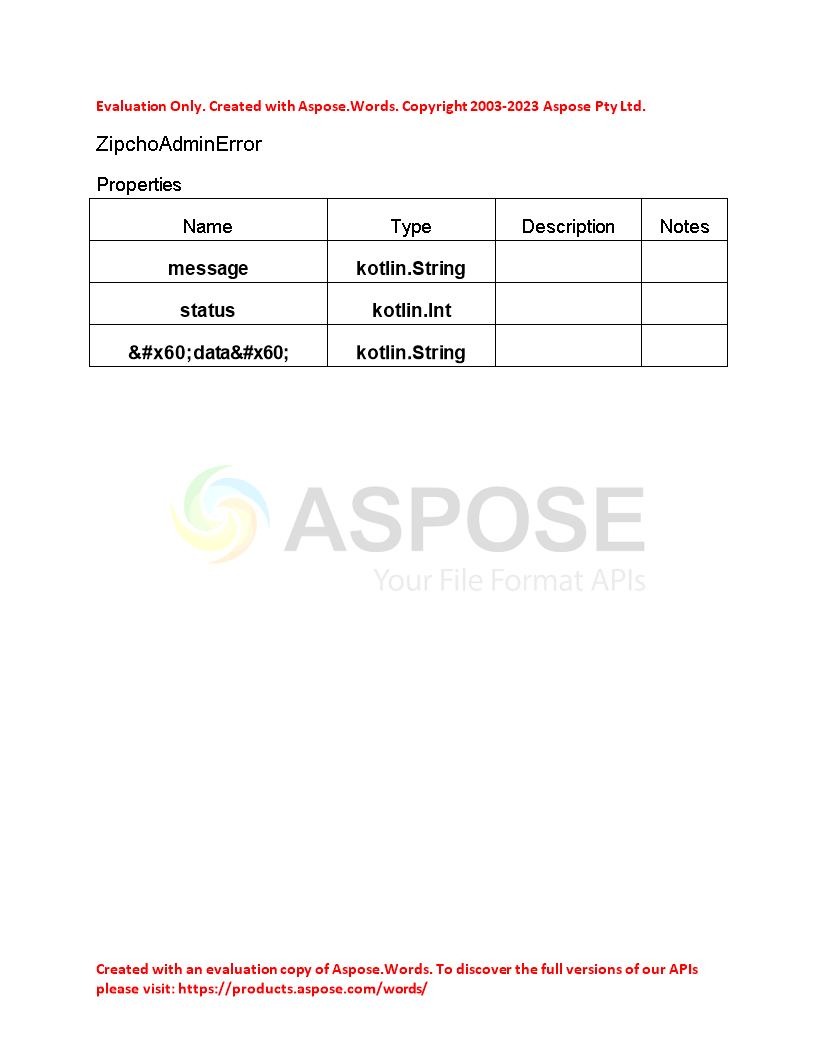 Evaluation Only. Created with Aspose.Words. Copyright 2003-2023 Aspose Pty Ltd.
ZipchoAdminError
Properties
Name Type Description Notes
message kotlin.String
status kotlin.Int
&#x60;data&#x60; kotlin.String
ASPOSE
Your File Format APIs
Created with an evaluation copy of Aspose.Words. To discover the full versions of our APIs
please visit: https://products.aspose.com/words/